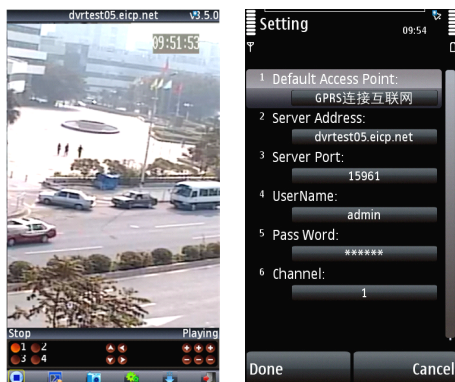 dvrtest05.eicp.net v3.5.0
09:51:53
Stop Playing
1 2
3 4
Setting
09:54
1 Default Access Point:
GPRS连接互联网
2 Server Address:
dvrtest05.eicp.net
3 Server Port:
15961
4 UserName:
admin
5 Pass Word:
******
6 Channel:
1
Done Cancel